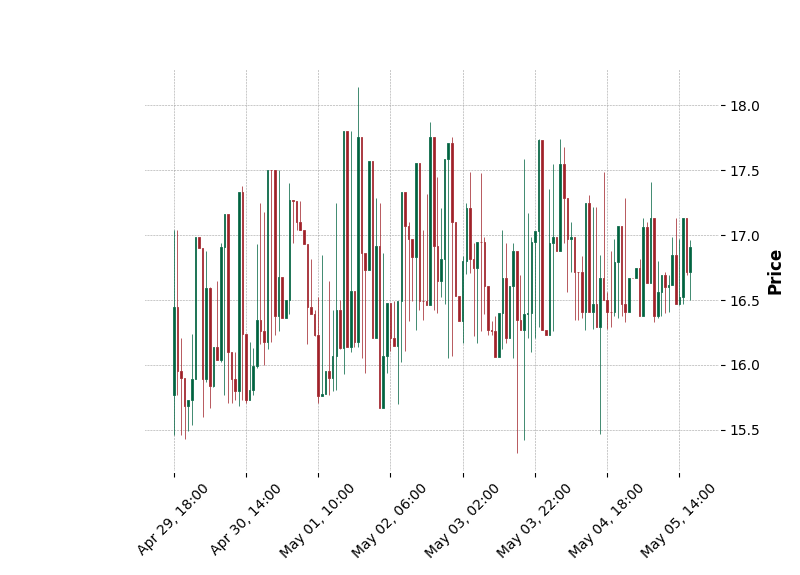 18.0
17.5
17.0
16.5
16.0
15.5
Price
Apr 29, 18:00
Apr 30, 14:00
May 01, 10:00
May 02, 06:00
May 03, 02:00
May 03, 22:00
May 04, 18:00
May 05, 14:00